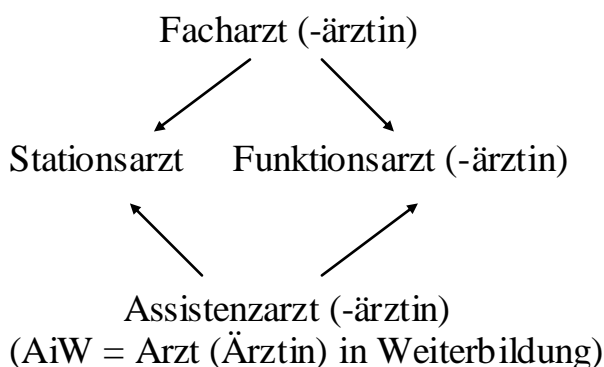 Facharzt (-ärztin)
Stationsarzt Funktionsarzt (-ärztin)
Assistenzarzt (-ärztin)
(AiW = Arzt (Ärztin) in Weiterbildung)